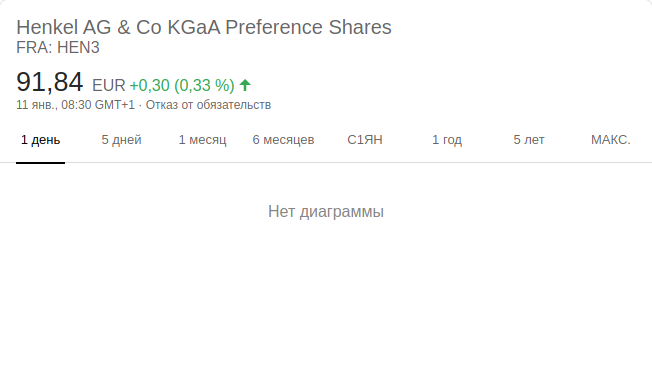 Henkel AG & Co KGaA Preference Shares
FRA: HEN3
91,84 EUR +0,30 (0,33 %)
11 янв., 08:30 GMT+1 · Отказ от обязательств
1 день 5 дней 1 месяц 6 месяцев С1ЯН 1 год 5 лет МАКС.
Нет диаграммы